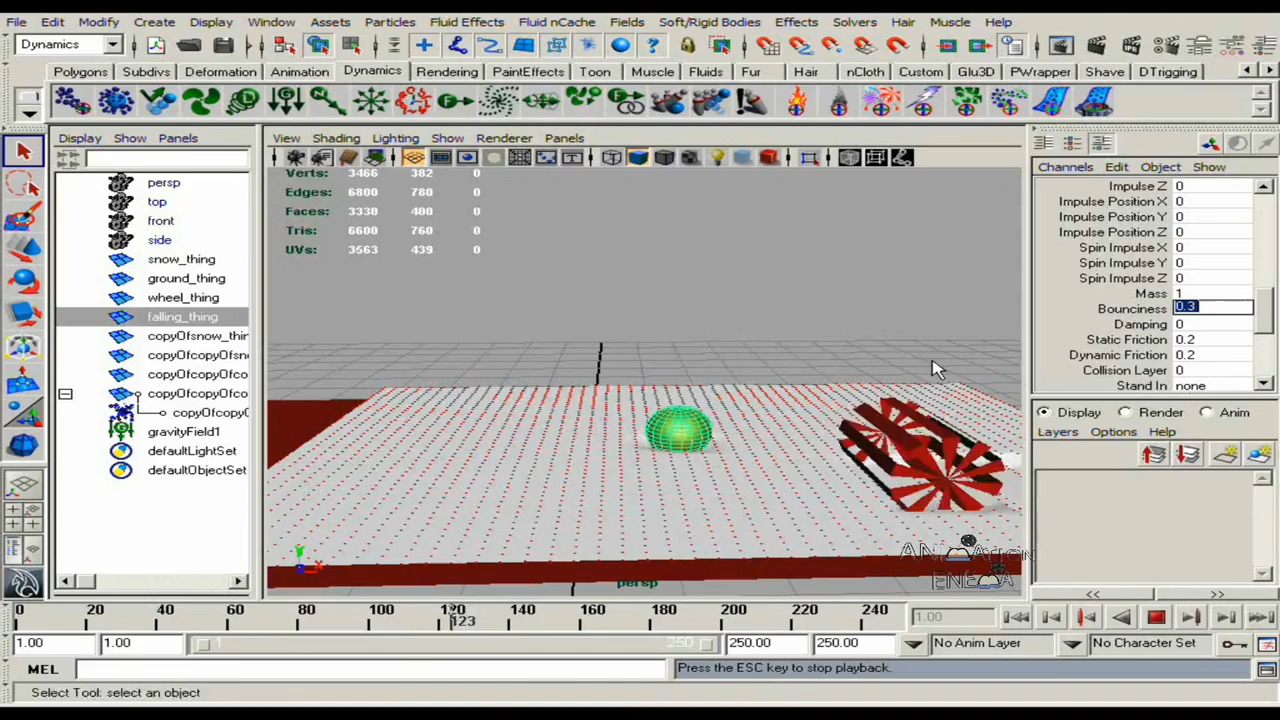 File Edit Modify Create Display Window Assets Particles Fluid Effects Fluid nCache Fields Soft/Rigid Bodies Effects Solvers Hair Muscle Help
Dynamics
Polygons Subdivs Deformation Animation Dynamics Rendering PaintEffects Toon Muscle Fluids Fur Hair nCloth Custom Glu3D PWrapper Shave DTrigging
Display Show Panels
View Shading Lighting Show Renderer Panels
persp
top
front
side
snow_thing
ground_thing
wheel_thing
falling_thing
copyOfsnow_thin
copyOfcopyOfsn
copyOfcopyOfco
copyOfcopyOfco
copyOfcopyO
gravityField1
defaultLightSet
defaultObjectSet
Verts: 3466 382 0
Edges: 6800 780 0
Faces: 3330 400 0
Tris: 6600 760 0
UVs: 3563 439 0
persp
Channels Edit Object Show
Impulse Z 0
Impulse Position X 0
Impulse Position Y 0
Impulse Position Z 0
Spin Impulse X 0
Spin Impulse Y 0
Spin Impulse Z 0
Mass 1
Bounciness 0.3
Damping 0
Static Friction 0.2
Dynamic Friction 0.2
Collision Layer 0
Stand In none
Display Render Anim
Layers Options Help
<< >>
0 20 40 60 80 100 120 140 160 180 200 220 240
123
1.00
1.00 1.00 1 250 250.00 250.00 No Anim Layer No Character Set
MEL Press the ESC key to stop playback.
Select Tool: select an object